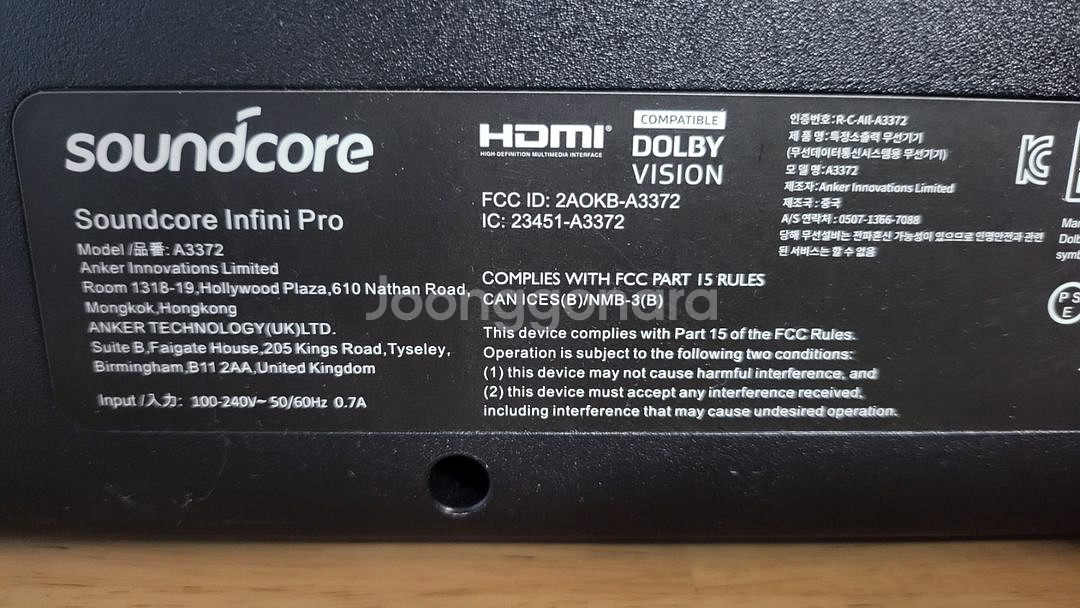 soundcore
Soundcore Infini Pro
Model /品番: A3372
Anker Innovations Limited
Room 1318-19,Hollywood Plaza,610 Nathan Road,
Mongkok,Hongkong
ANKER TECHNOLOGY(UK)LTD.
Suite B,Faigate House,205 Kings Road,Tyseley,
Birmingham,B11 2AA,United Kingdom
Input /入力: 100-240V~ 50/60Hz 0.7A
HDMI®
HIGH-DEFINITION MULTIMEDIA INTERFACE
COMPATIBLE
DOLBY
VISION
FCC ID: 2AOKB-A3372
IC: 23451-A3372
COMPLIES WITH FCC PART 15 RULES
CAN ICES(B)/NMB-3(B)
This device complies with Part 15 of the FCC Rules.
Operation is subject to the following two conditions:
(1) this device may not cause harmful interference, and
(2) this device must accept any interference received,
including interference that may cause undesired operation.
인증번호:R-C-AII-A3372
제 품 명:특정소출력 무선기기
(무선데이터통신시스템용 무선기기)
모 델 명:A3372
제조자:Anker Innovations Limited
제조국 : 중국
A/S 연락처 : 0507-1366-7088
당해 무선설비는 전파혼신 가능성이 있으므로 인명안전과 관련
된 서비스는 할 수 없음
KC
Man
Dolb
symb
PS
E
Joonggonara